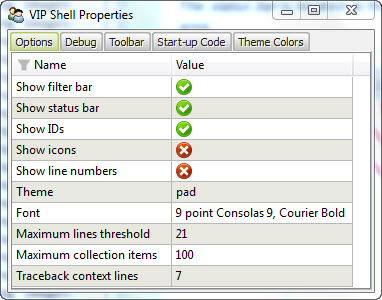 VIP Shell Properties
Options Debug Toolbar Start-up Code Theme Colors
Name Value
Show filter bar
Show status bar
Show IDs
Show icons
Show line numbers
Theme pad
Font 9 point Consolas 9, Courier Bold
Maximum lines threshold 21
Maximum collection items 100
Traceback context lines 7